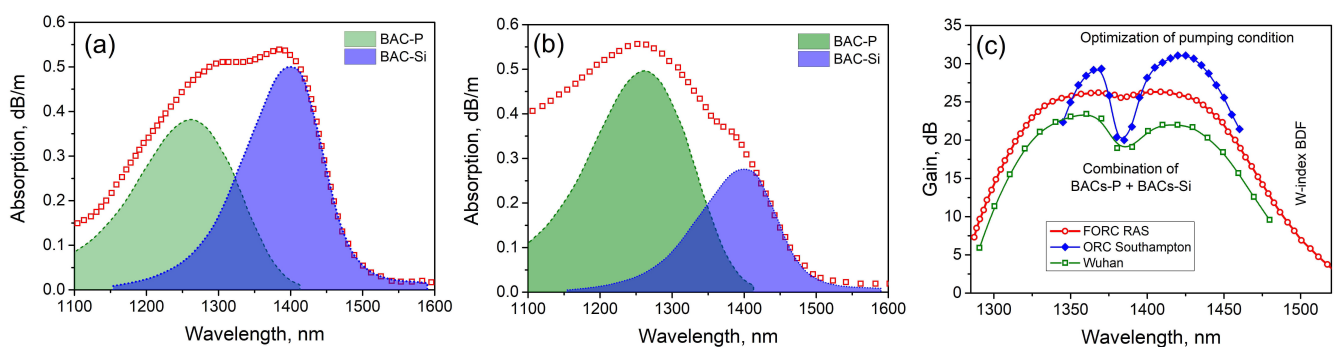 (a)
BAC-P
BAC-Si
Absorption, dB/m
0.6
0.5
0.4
0.3
0.2
0.1
0.0
1100
1200
1300
1400
1500
1600
Wavelength, nm
(b)
BAC-P
BAC-Si
Absorption, dB/m
0.6
0.5
0.4
0.3
0.2
0.1
0.0
1100
1200
1300
1400
1500
1600
Wavelength, nm
(c)
Optimization of pumping condition
Combination of
BACs-P + BACs-Si
W-index BDF
FORC RAS
ORC Southampton
Wuhan
Gain, dB
35
30
25
20
15
10
5
0
1300
1350
1400
1450
1500
Wavelength, nm